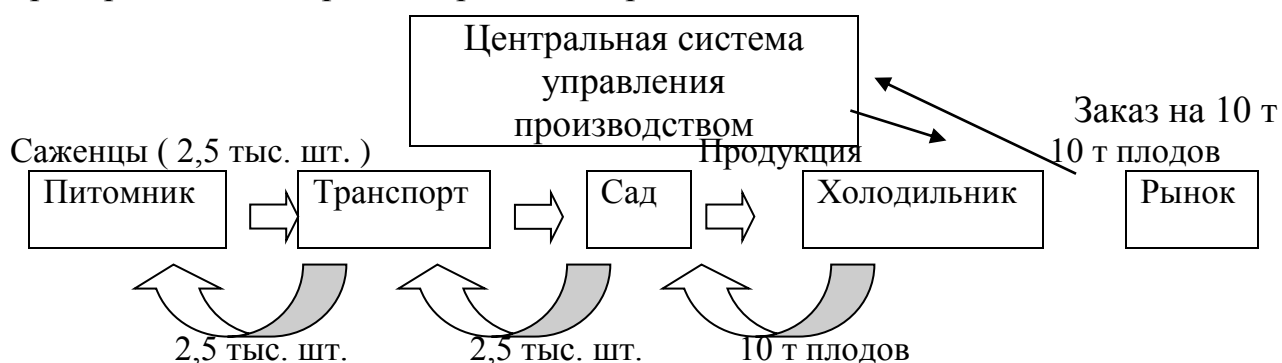 Центральная система
управления
производством
Заказ на 10 т
Саженцы ( 2,5 тыс. шт. )
Продукция
10 т плодов
Питомник
Транспорт
Сад
Холодильник
Рынок
2,5 тыс. шт.
2,5 тыс. шт.
10 т плодов